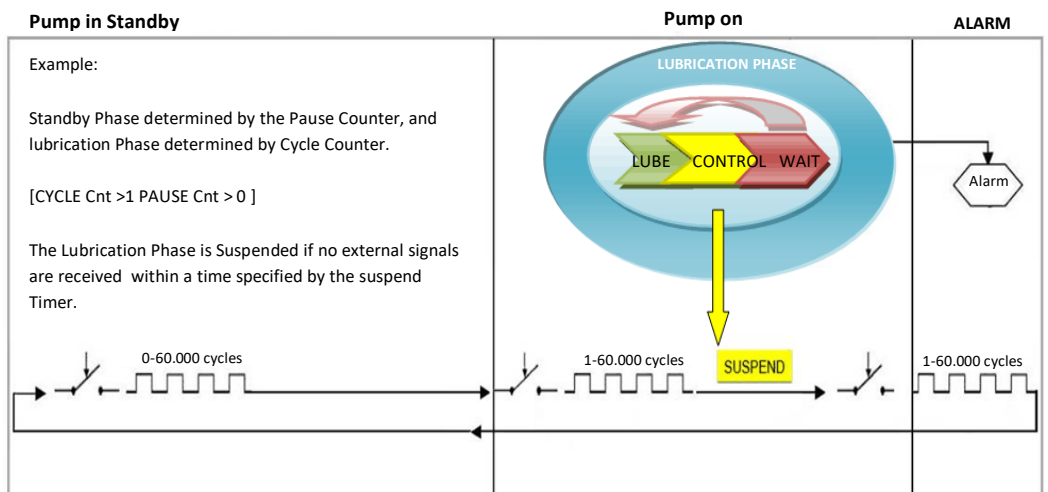 Pump in Standby
Pump on
ALARM
Example:
Standby Phase determined by the Pause Counter, and
lubrication Phase determined by Cycle Counter.
[CYCLE Cnt >1 PAUSE Cnt > 0 ]
The Lubrication Phase is Suspended if no external signals
are received within a time specified by the suspend
Timer.
LUBRICATION PHASE
LUBE CONTROL WAIT
Alarm
0-60.000 cycles
1-60.000 cycles
SUSPEND
1-60.000 cycles